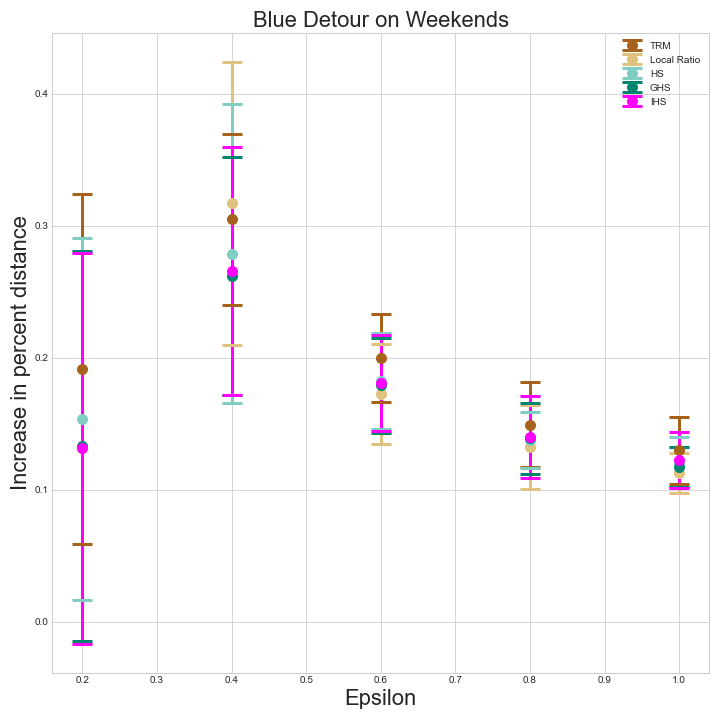 Blue Detour on Weekends
TRM
Local Ratio
HS
GHS
IHS
Increase in percent distance
0.4
0.3
0.2
0.1
0.0
0.2 0.3 0.4 0.5 0.6 0.7 0.8 0.9 1.0
Epsilon